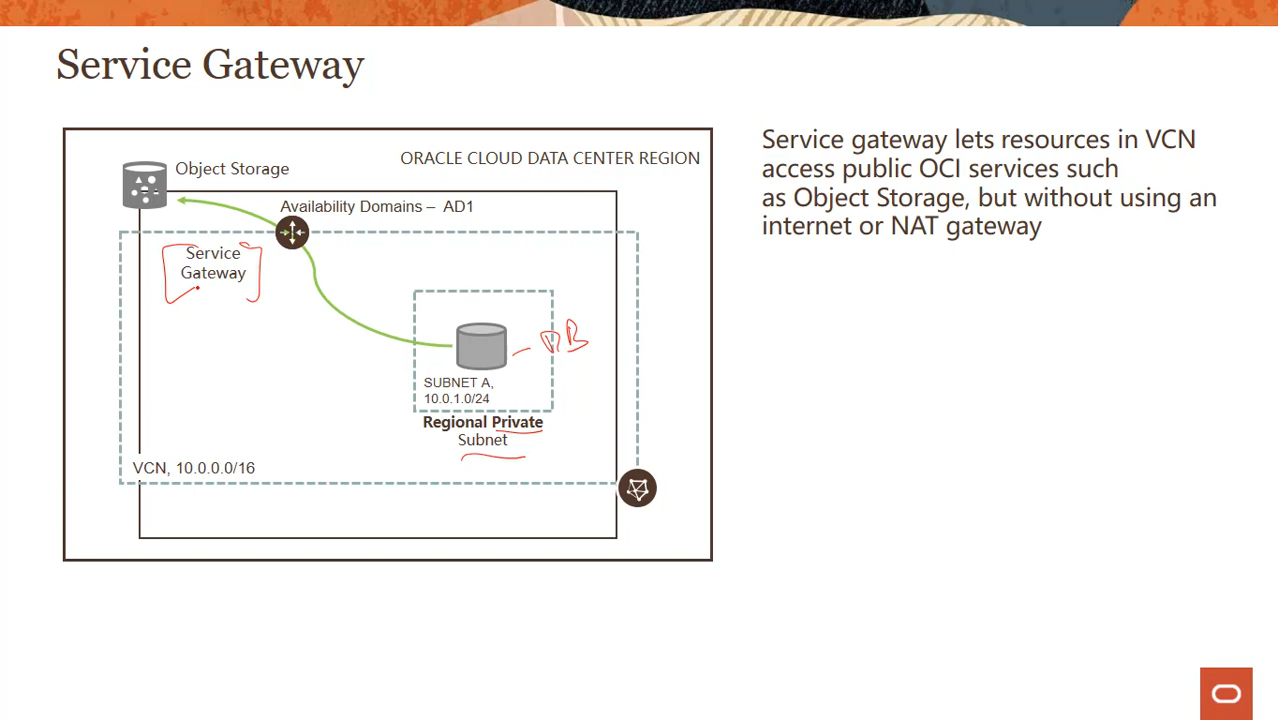 Service Gateway
ORACLE CLOUD DATA CENTER REGION
Object Storage
Availability Domains – AD1
Service
Gateway
DB
SUBNET A,
10.0.1.0/24
Regional Private
Subnet
VCN, 10.0.0.0/16
Service gateway lets resources in VCN
access public OCI services such
as Object Storage, but without using an
internet or NAT gateway